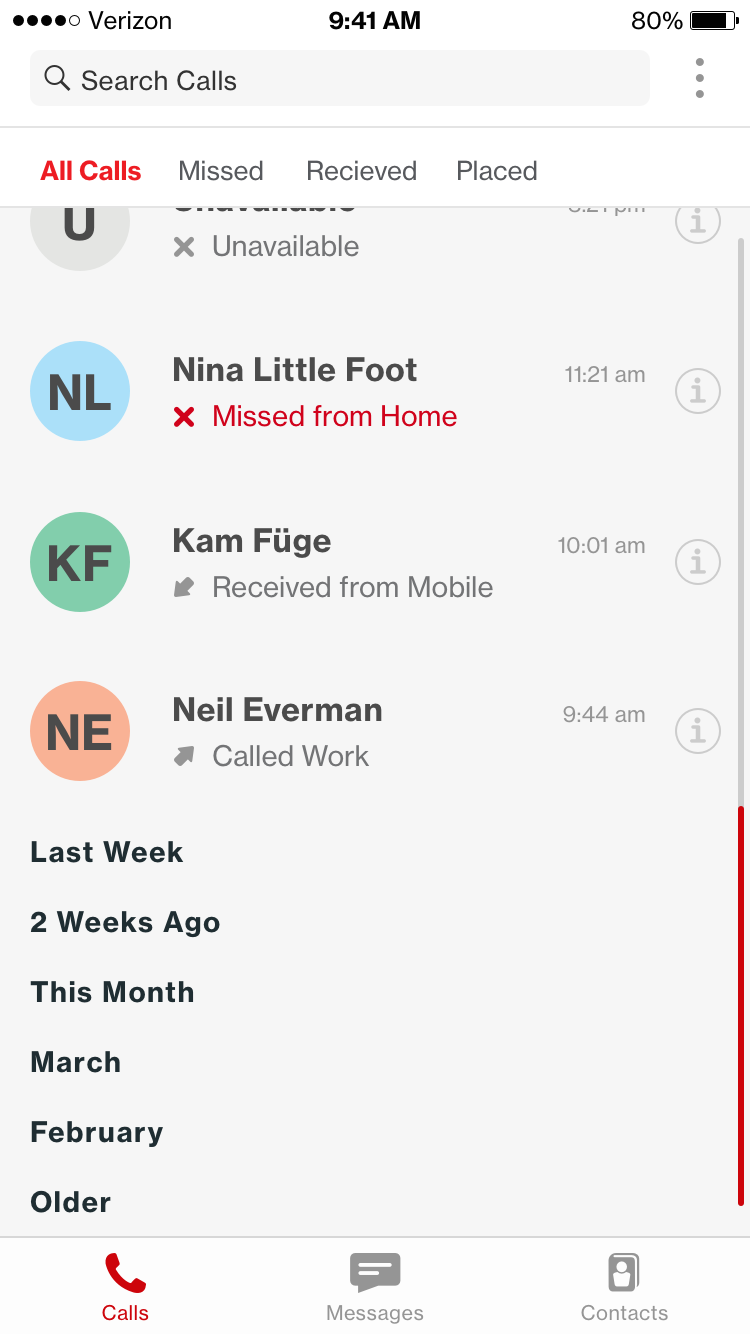 Verizon 9:41 AM 80%
Search Calls
All Calls Missed Recieved Placed
U Unavailable
Unavailable
NL Nina Little Foot 11:21 am
Missed from Home
KF Kam Füge 10:01 am
Received from Mobile
NE Neil Everman 9:44 am
Called Work
Last Week
2 Weeks Ago
This Month
March
February
Older
Calls Messages Contacts